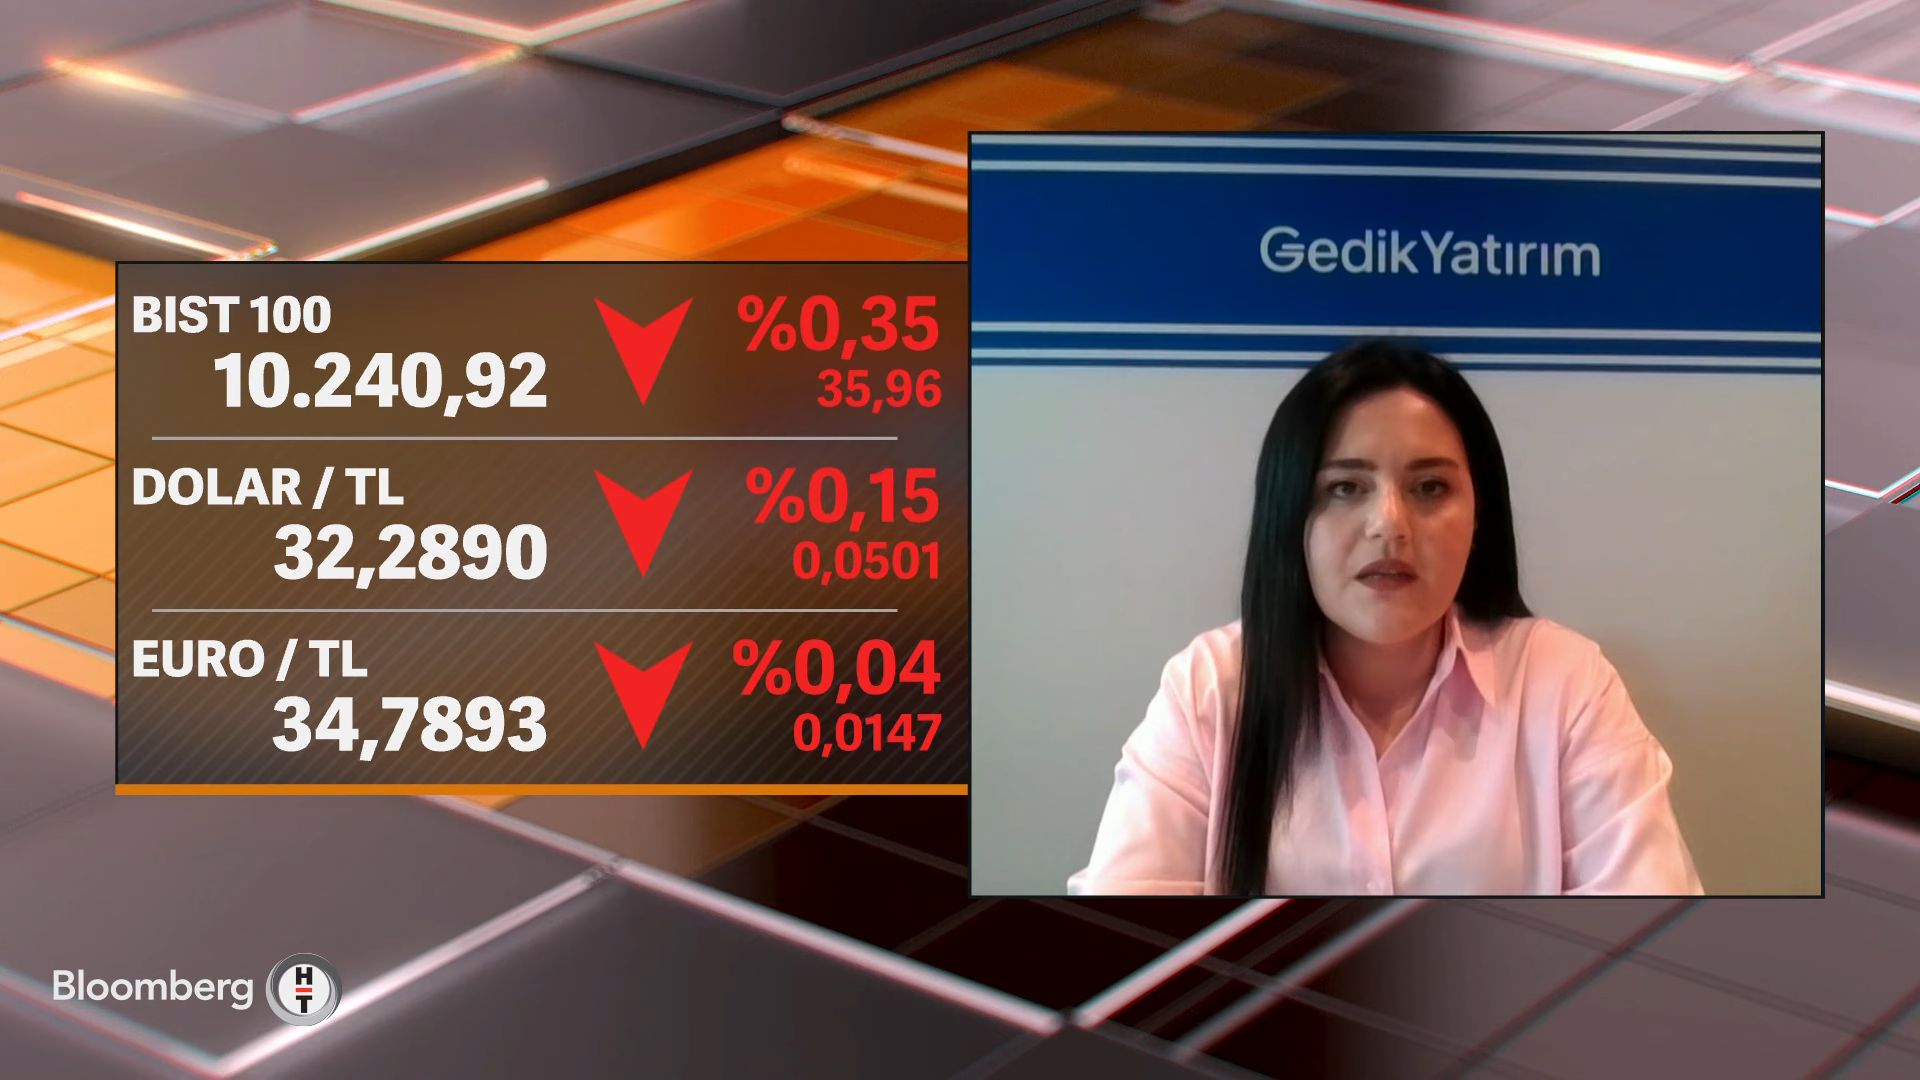 BIST 100
10.240,92
%0,35
35,96
DOLAR / TL
32,2890
%0,15
0,0501
EURO / TL
34,7893
%0,04
0,0147
GedikYatırım
Bloomberg HT